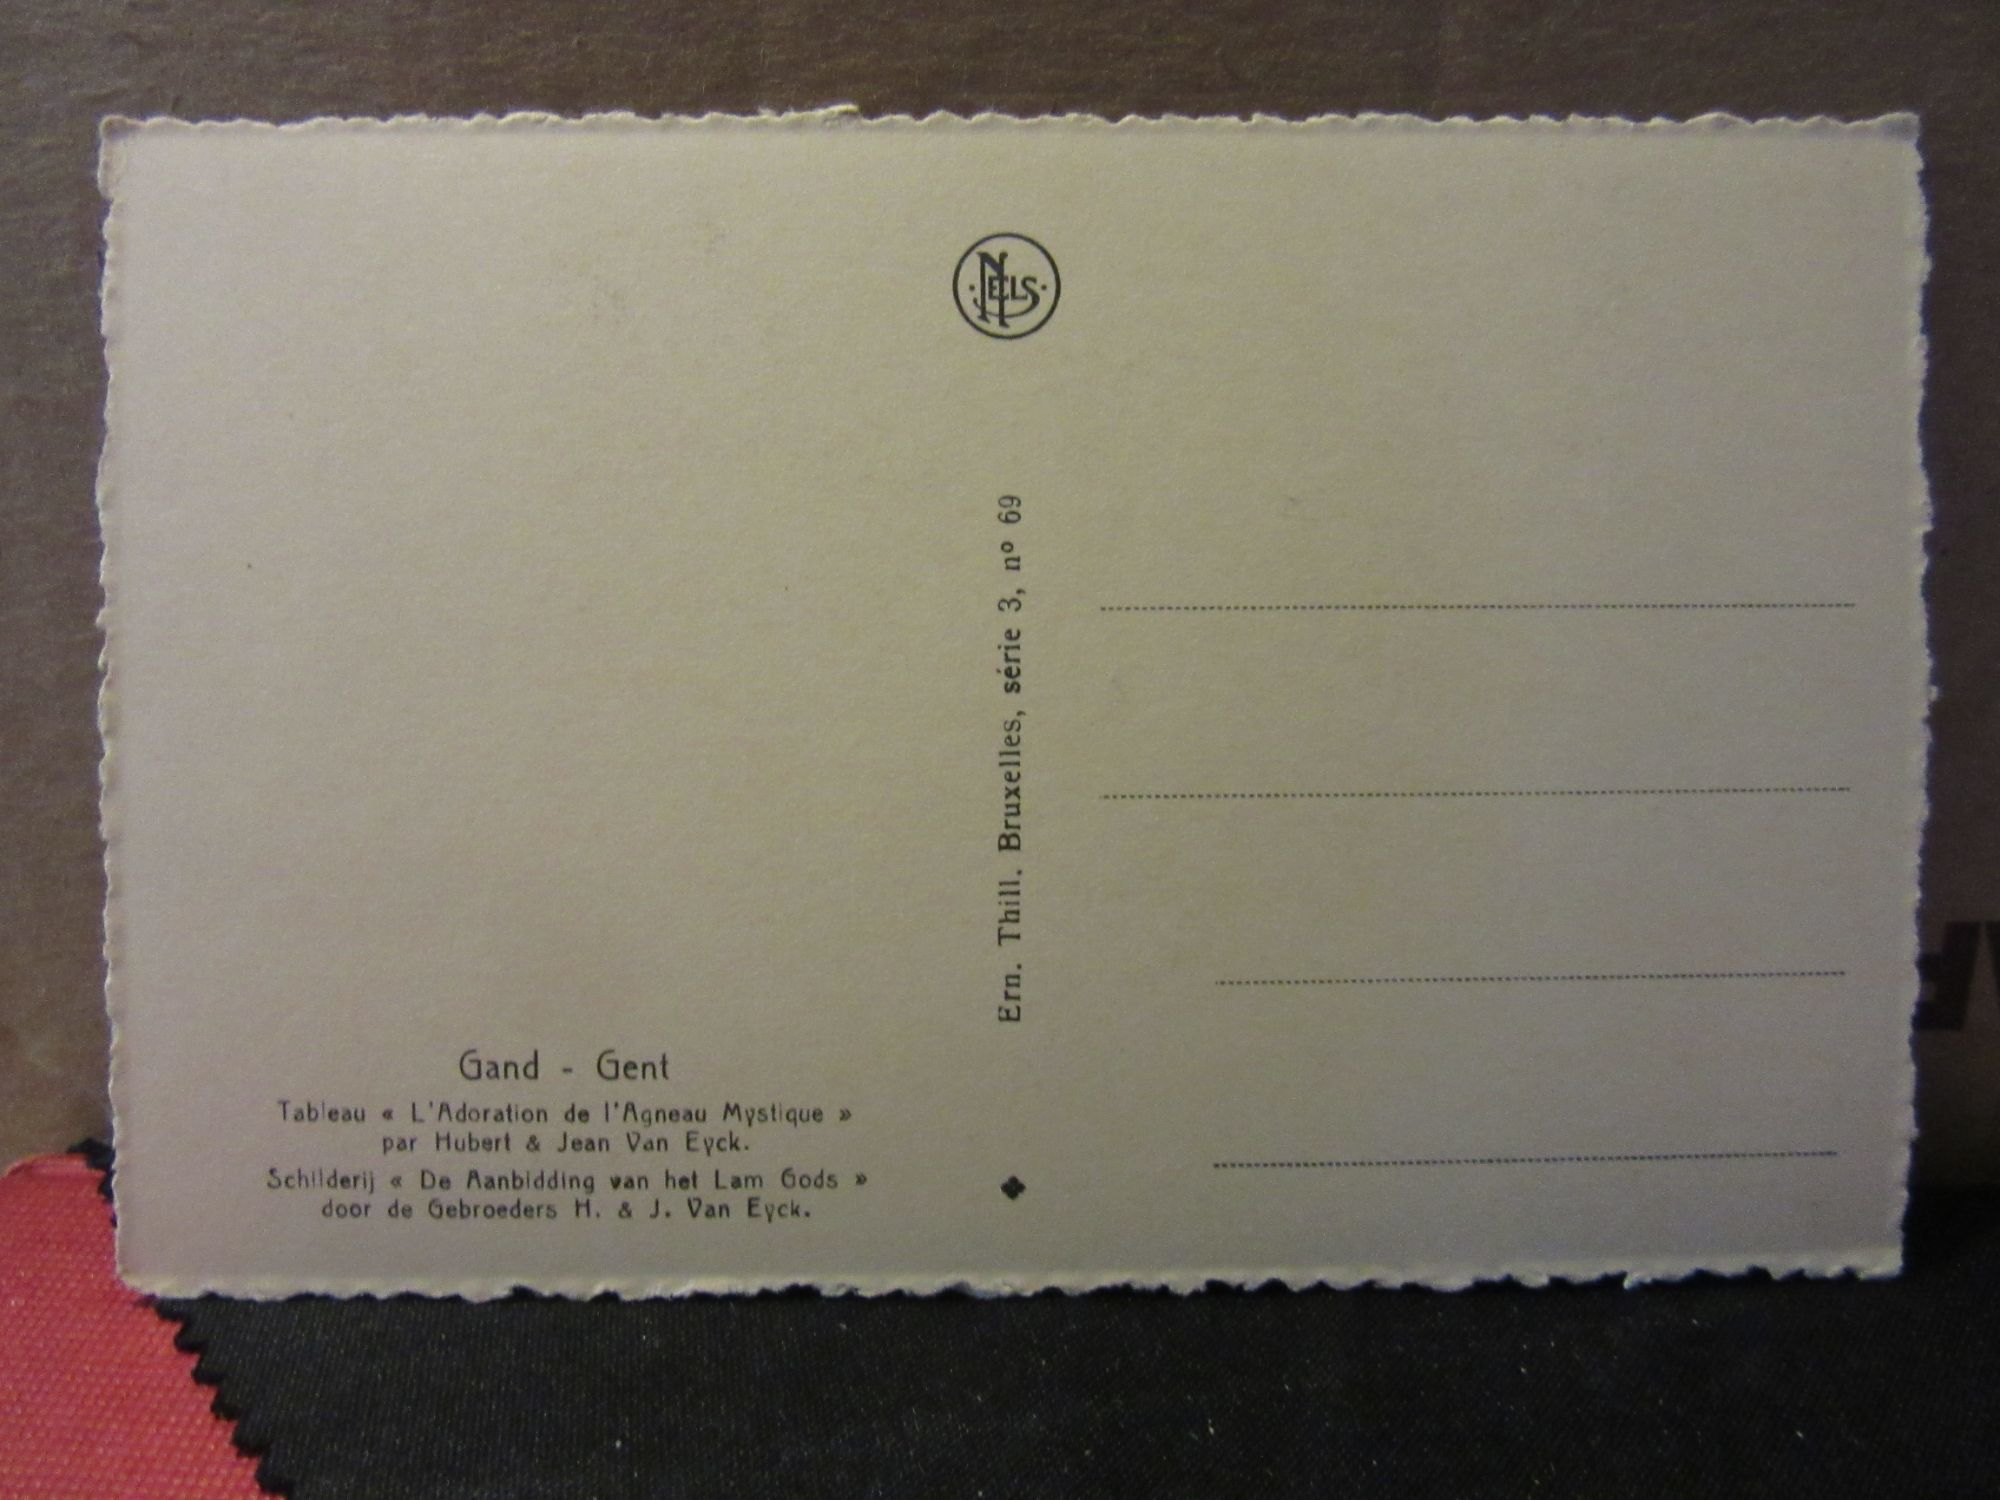 NELS
Ern. Thill. Bruxelles, série 3, nº 69
Gand - Gent
Tableau « L'Adoration de l'Agneau Mystique »
par Hubert & Jean Van Eyck.
Schilderij « De Aanbidding van het Lam Gods »
door de Gebroeders H. & J. Van Eyck.